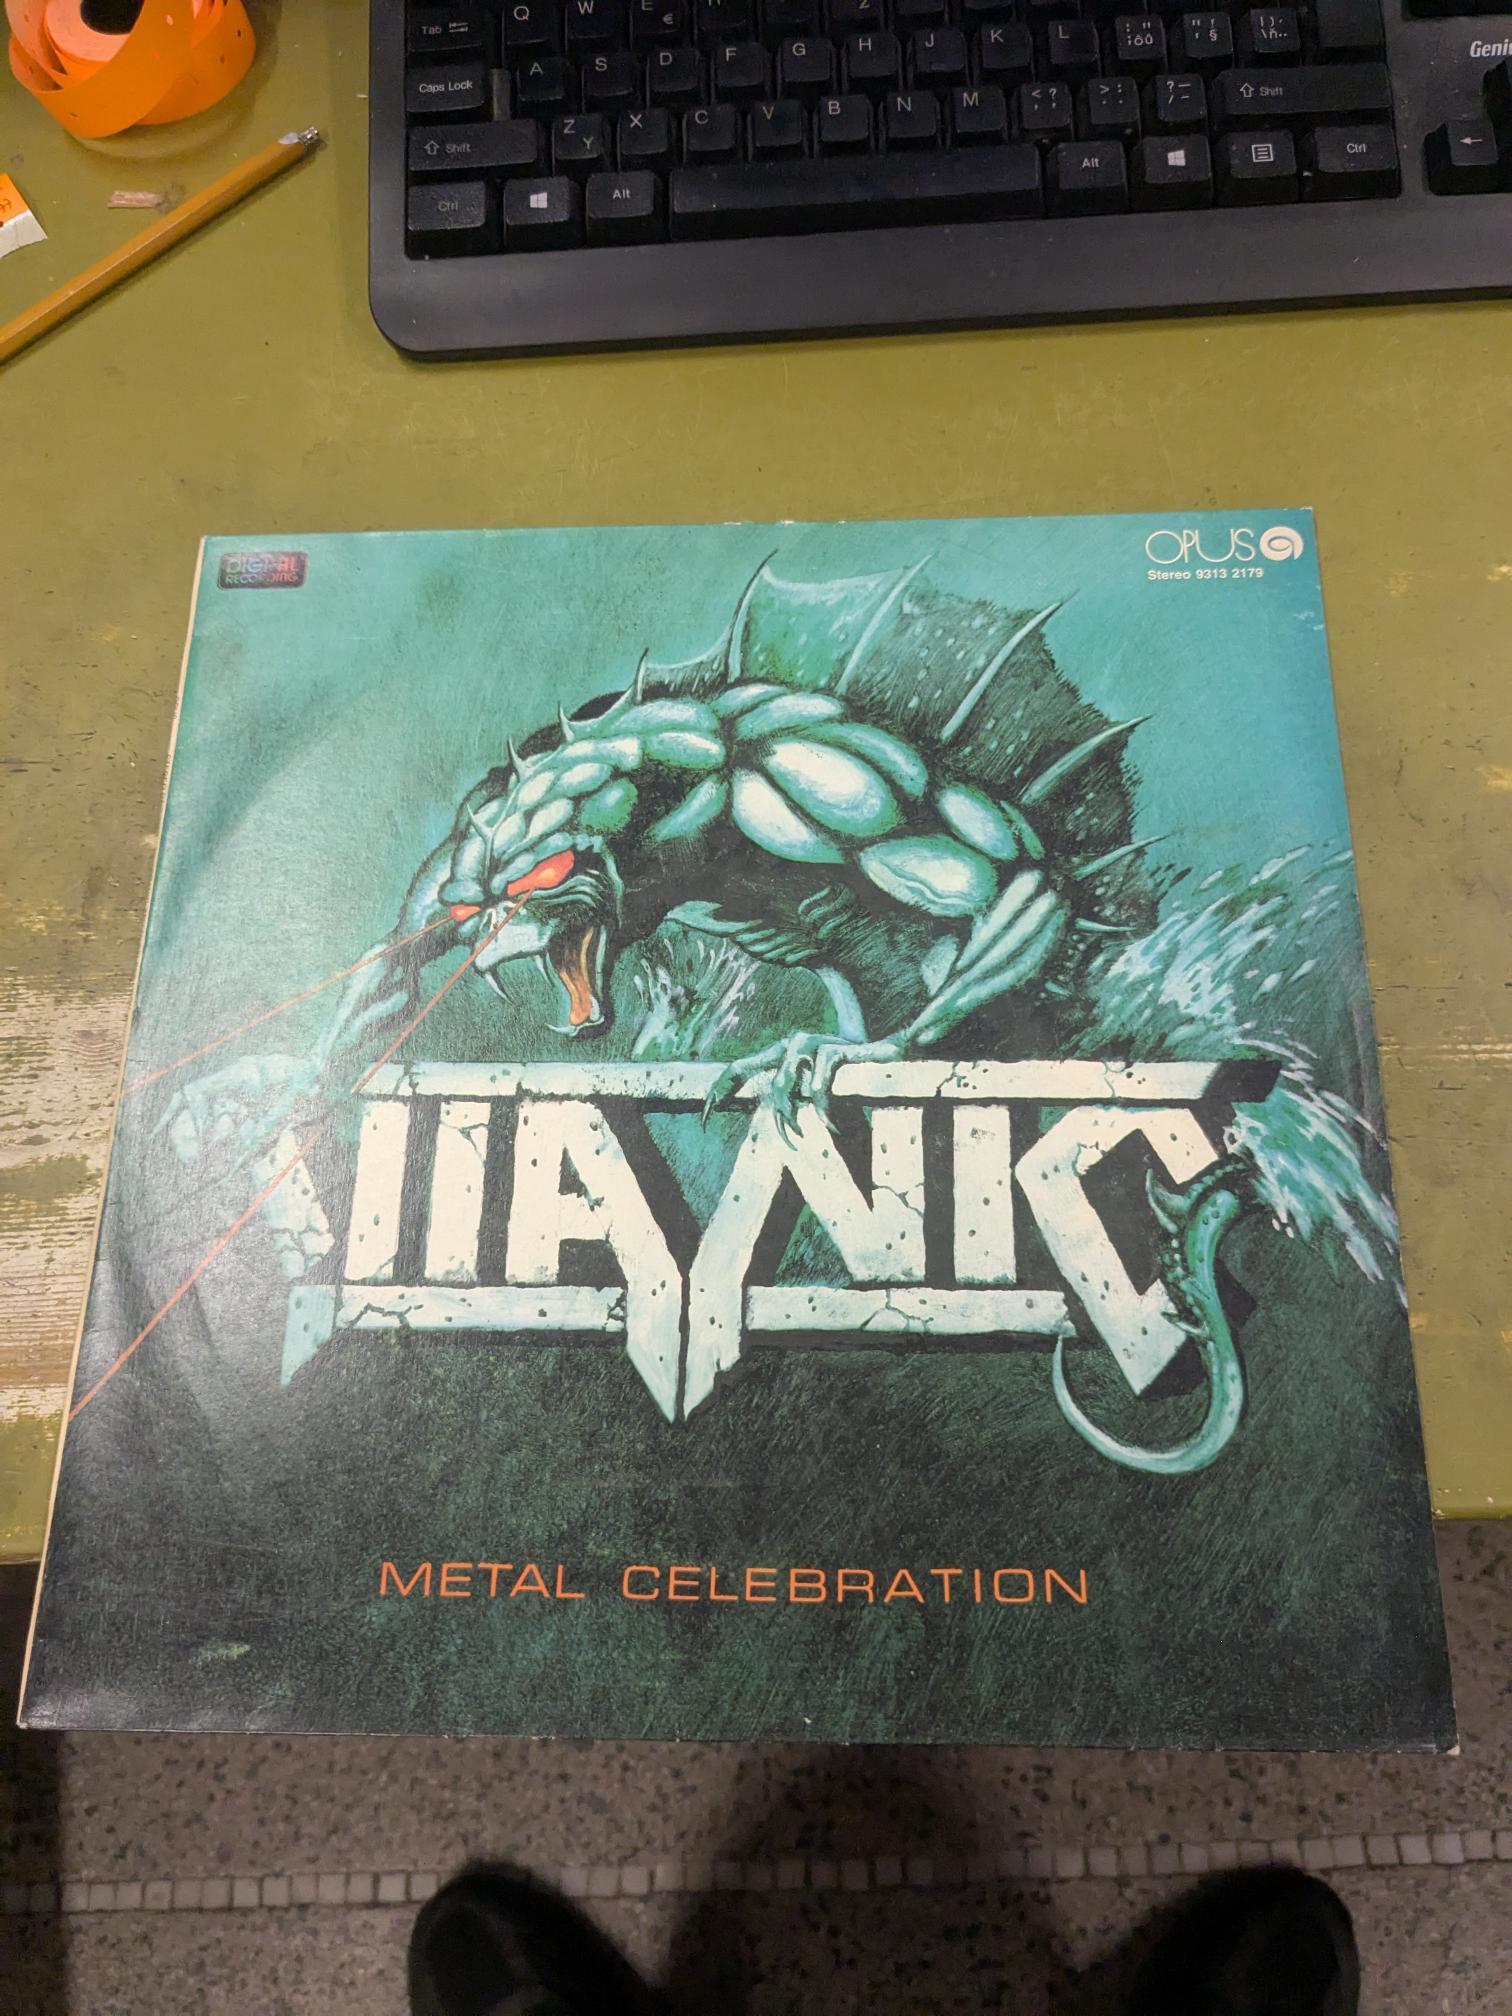 Tab Q W E
€
Caps Lock A S D F G H J K L
Shift Z Y X C V B N M < ? , ; > : . : ? _ / - Shift
Ctrl Alt Alt Ctrl
DIGITAL
RECORDING
OPUS
Stereo 9313 2179
TITANIC
METAL CELEBRATION